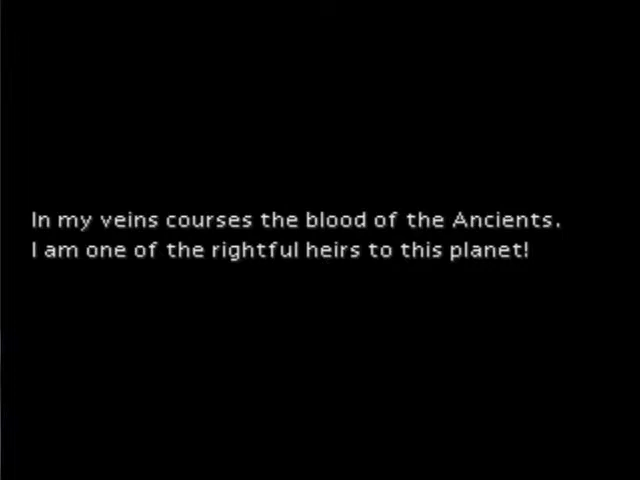 In my veins courses the blood of the Ancients.
I am one of the rightful heirs to this planet!